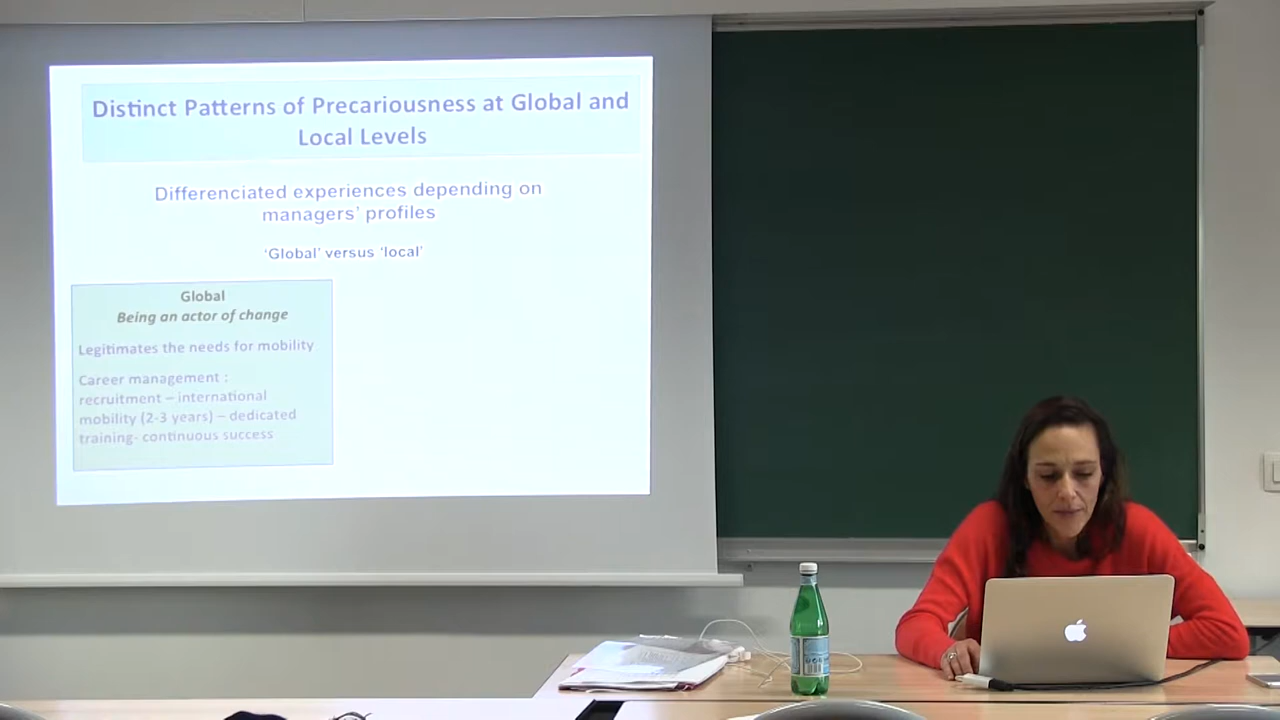 Distinct Patterns of Precariousness at Global and
Local Levels
Differenciated experiences depending on
managers’ profiles
‘Global’ versus ‘local’
Global
Being an actor of change
Legitimates the needs for mobility
Career management :
recruitment – international
mobility (2-3 years) – dedicated
training- continuous success